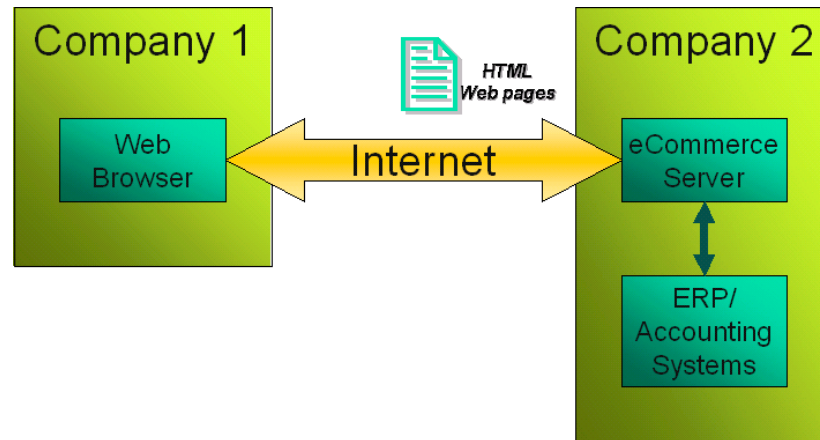 Company 1
Company 2
HTML
Web pages
Web
Browser
Internet
eCommerce
Server
ERP/
Accounting
Systems